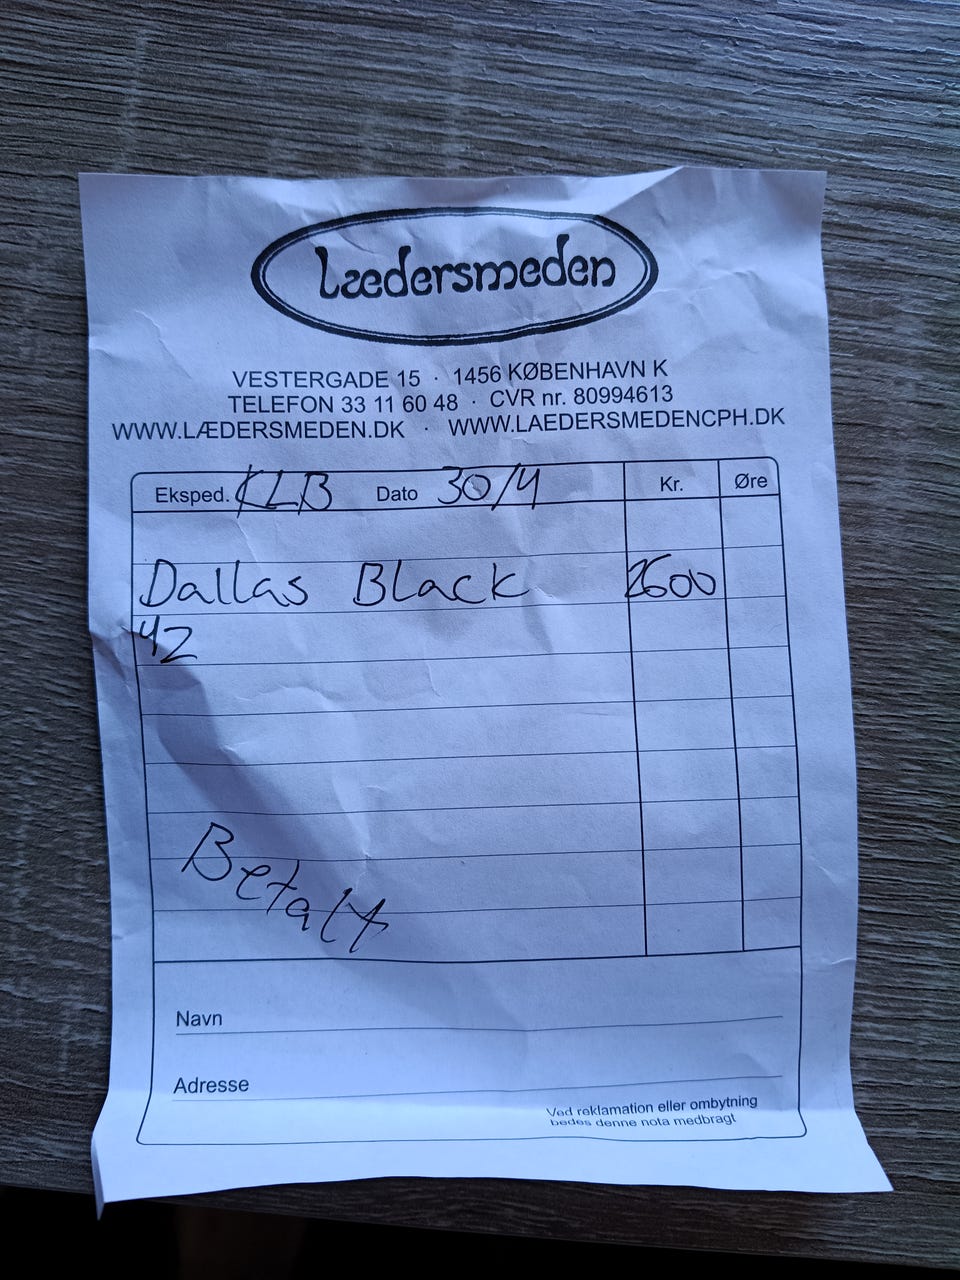 Lædersmeden
VESTERGADE 15 · 1456 KØBENHAVN K
TELEFON 33 11 60 48 · CVR nr. 80994613
WWW.LÆDERSMEDEN.DK · WWW.LAEDERSMEDENCPH.DK
Eksped. KLB Dato 30/4 Kr. Øre
Dallas Black 2600
42
Betalt
Navn
Adresse
Ved reklamation eller ombytning
bedes denne nota medbragt